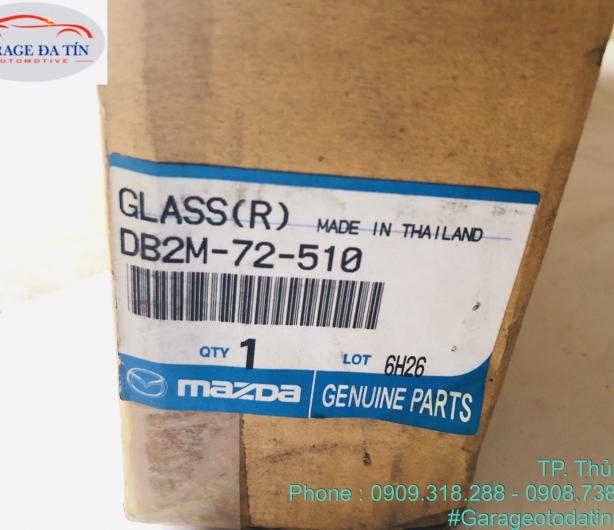 RAGE ĐA TÍN
AUTOMOTIVE
GLASS(R) MADE IN THAILAND
DB2M-72-510
QTY 1 LOT 6H26
mazda GENUINE PARTS
TP. Thủ
Phone : 0909.318.288 - 0908.738
#Garageotodatin